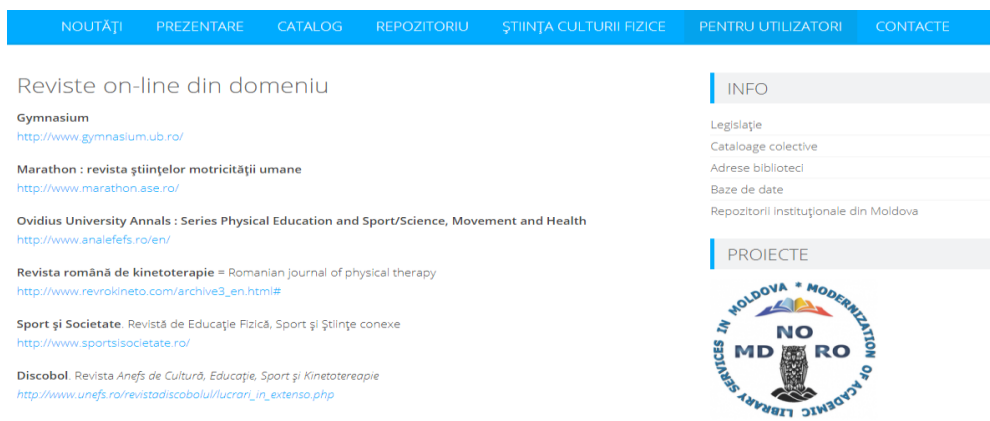 NOUTĂŢI PREZENTARE CATALOG REPOZITORIU ŞTIINŢA CULTURII FIZICE PENTRU UTILIZATORI CONTACTE
Reviste on-line din domeniu
Gymnasium
http://www.gymnasium.ub.ro/
Marathon : revista ştiinţelor motricităţii umane
http://www.marathon.ase.ro/
Ovidius University Annals : Series Physical Education and Sport/Science, Movement and Health
http://www.analefefs.ro/en/
Revista română de kinetoterapie = Romanian journal of physical therapy
http://www.revrokineto.com/archive3_en.html#
Sport şi Societate. Revistă de Educaţie Fizică, Sport şi Ştiinţe conexe
http://www.sportsisocietate.ro/
Discobol. Revista Anefs de Cultură, Educaţie, Sport şi Kinetotereapie
http://www.unefs.ro/revistadiscobolul/lucrari_in_extenso.php
INFO
Legislaţie
Cataloage colective
Adrese biblioteci
Baze de date
Repozitorii instituţionale din Moldova
PROIECTE
MODERNIZATION OF ACADEMIC LIBRARY SERVICES IN MOLDOVA *
NO
MD RO